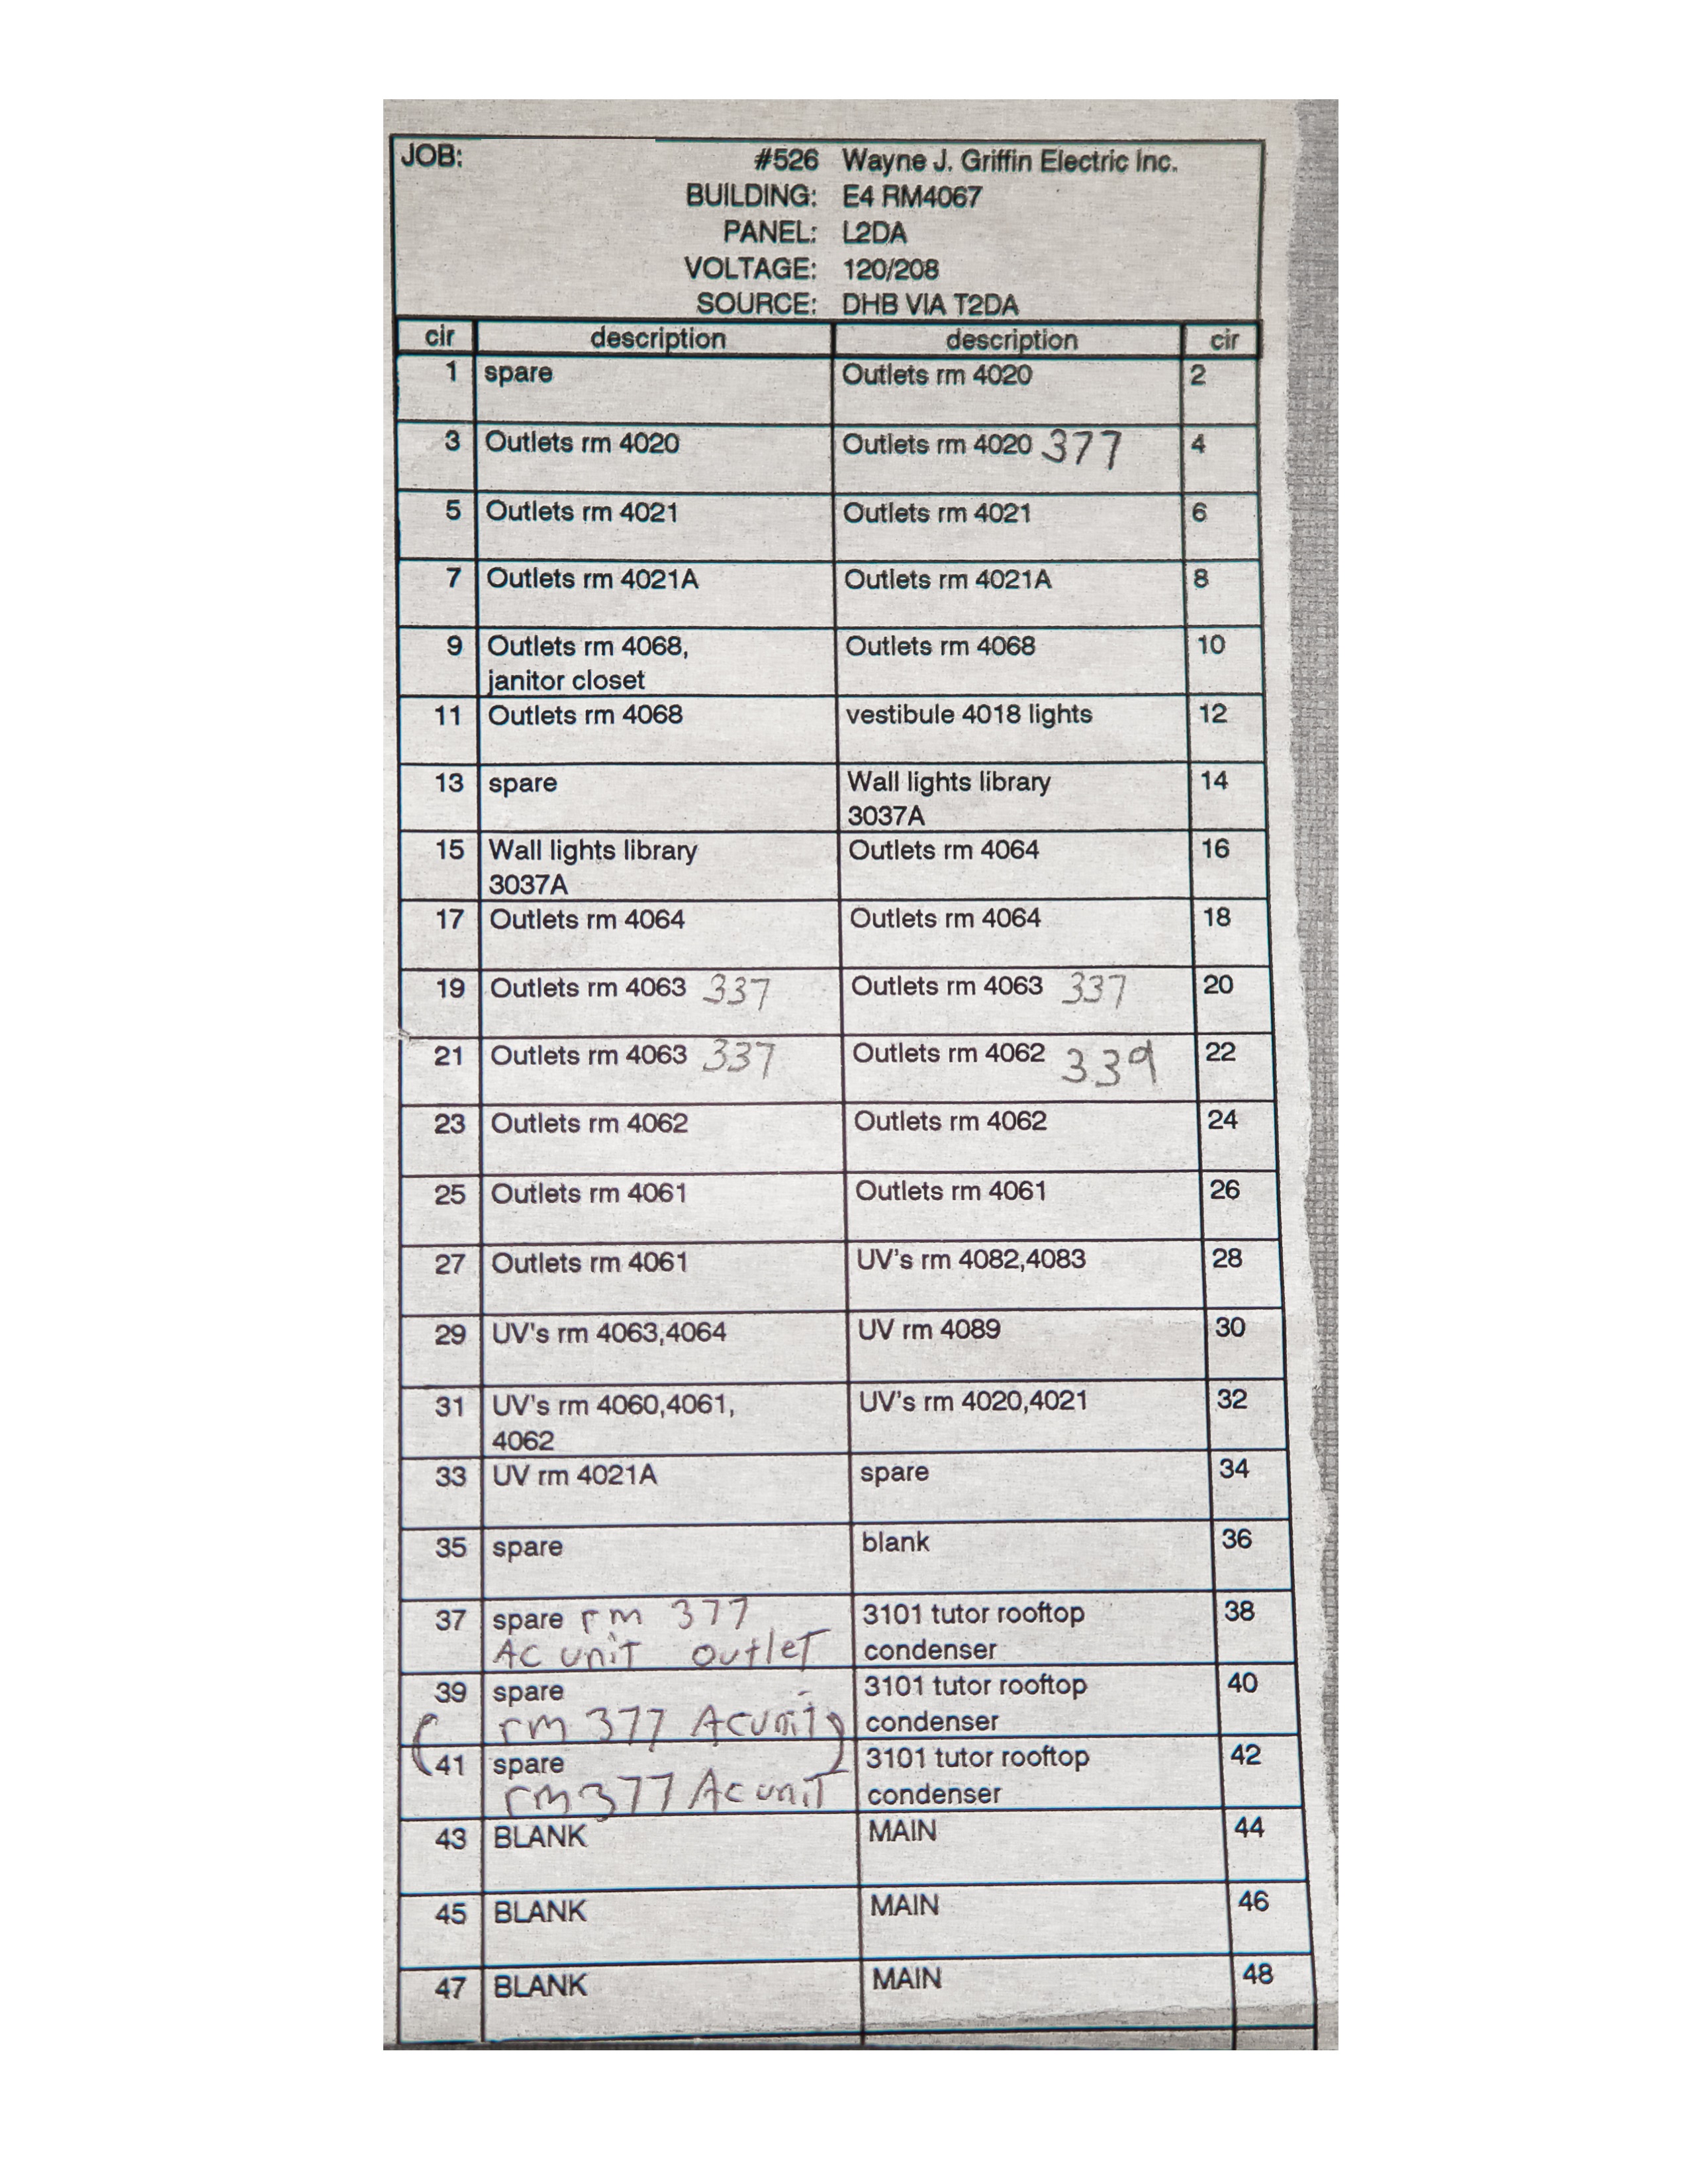 JOB: #526 Wayne J. Griffin Electric Inc.
BUILDING: E4 RM4067
PANEL: L2DA
VOLTAGE: 120/208
SOURCE: DHB VIA T2DA
cir description description cir
1 spare Outlets rm 4020 2
3 Outlets rm 4020 Outlets rm 4020 377 4
5 Outlets rm 4021 Outlets rm 4021 6
7 Outlets rm 4021A Outlets rm 4021A 8
9 Outlets rm 4068, Outlets rm 4068 10
janitor closet
11 Outlets rm 4068 vestibule 4018 lights 12
13 spare Wall lights library 14
3037A
15 Wall lights library Outlets rm 4064 16
3037A
17 Outlets rm 4064 Outlets rm 4064 18
19 Outlets rm 4063 337 Outlets rm 4063 337 20
21 Outlets rm 4063 337 Outlets rm 4062 339 22
23 Outlets rm 4062 Outlets rm 4062 24
25 Outlets rm 4061 Outlets rm 4061 26
27 Outlets rm 4061 UV's rm 4082,4083 28
29 UV's rm 4063,4064 UV rm 4089 30
31 UV's rm 4060,4061, UV's rm 4020,4021 32
4062
33 UV rm 4021A spare 34
35 spare blank 36
37 spare rm 377 3101 tutor rooftop 38
AC unit outlet condenser
39 spare 3101 tutor rooftop 40
rm 377 AC unit condenser
41 spare 3101 tutor rooftop 42
rm 377 AC unit condenser
43 BLANK MAIN 44
45 BLANK MAIN 46
47 BLANK MAIN 48